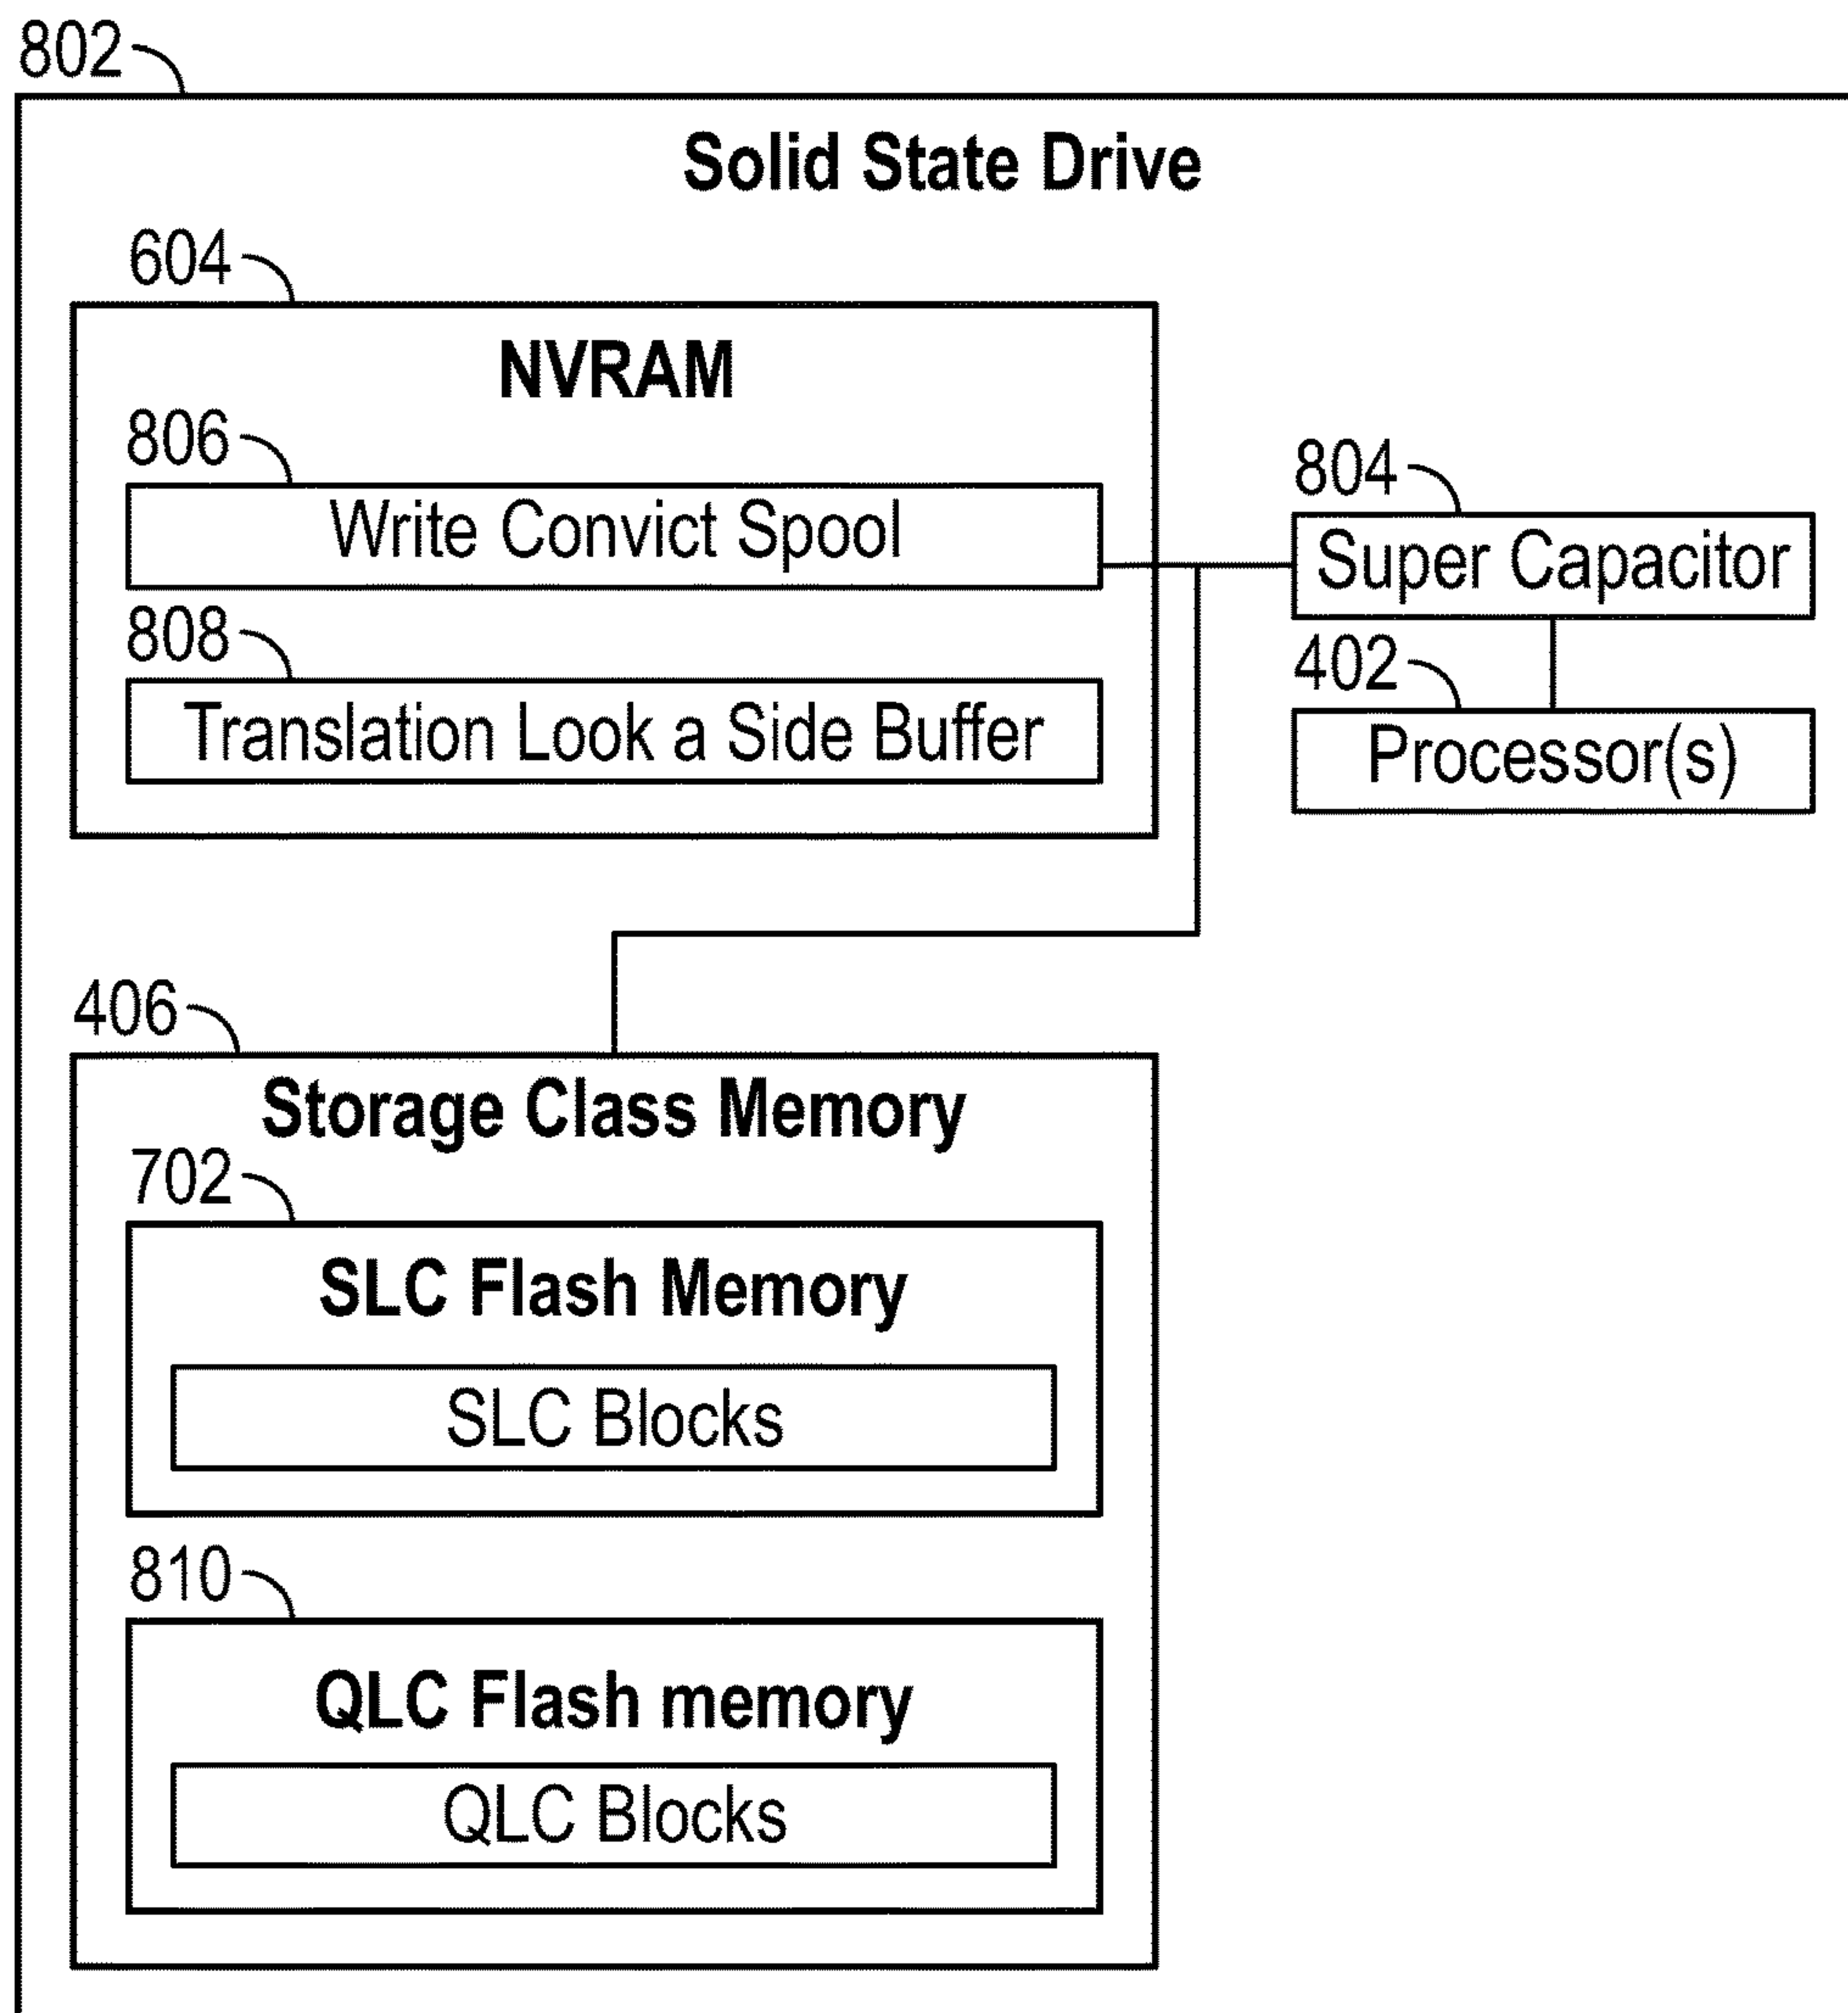 802
Solid State Drive
604
NVRAM
806
Write Convict Spool
804
Super Capacitor
808
Translation Look a Side Buffer
402
Processor(s)
406
Storage Class Memory
702
SLC Flash Memory
SLC Blocks
810
QLC Flash memory
QLC Blocks